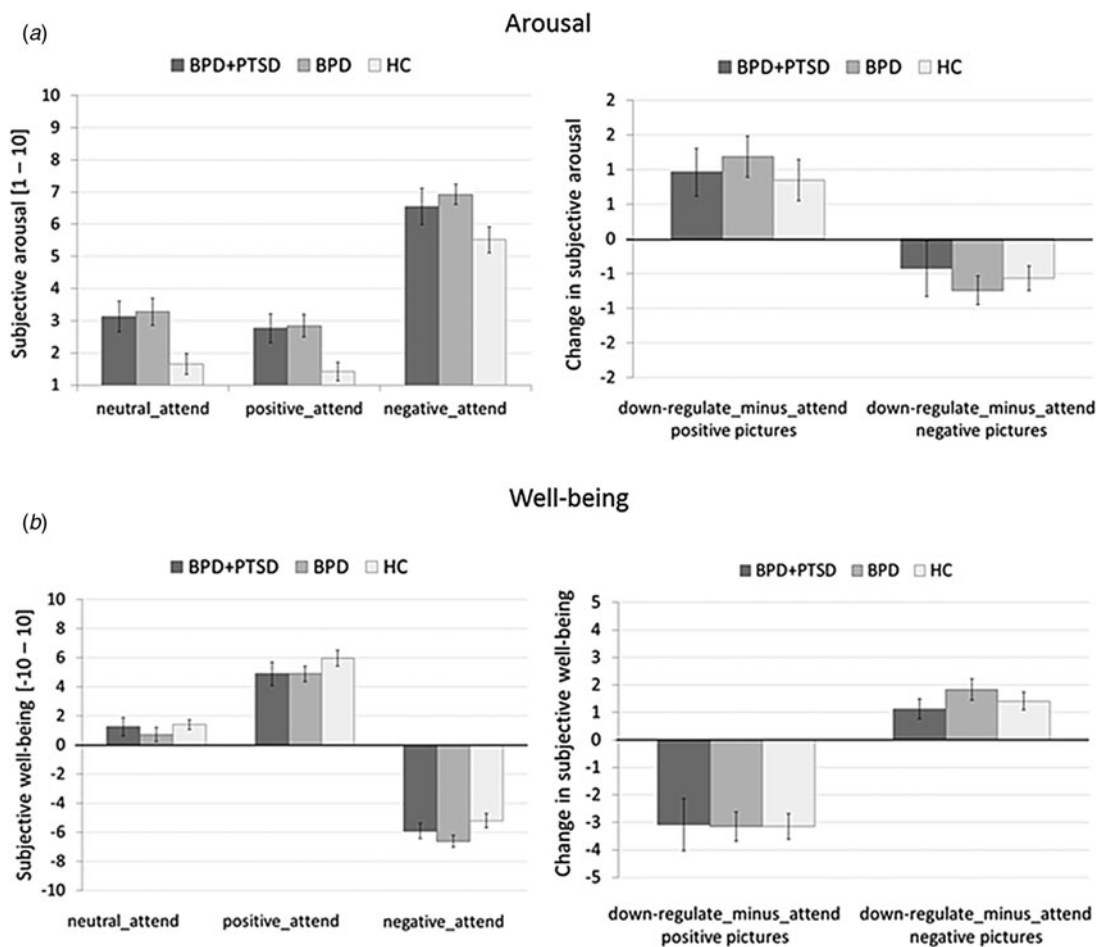 (a)
Arousal
BPD+PTSD BPD HC
Subjective arousal [1 – 10]
10
9
8
7
6
5
4
3
2
1
neutral_attend positive_attend negative_attend
BPD+PTSD BPD HC
Change in subjective arousal
2
2
1
1
0
-1
-1
-2
-2
down-regulate_minus_attend down-regulate_minus_attend
positive pictures negative pictures
(b)
Well-being
BPD+PTSD BPD HC
Subjective well-being [-10 – 10]
10
8
6
4
2
0
-2
-4
-6
-8
-10
neutral_attend positive_attend negative_attend
BPD+PTSD BPD HC
Change in subjective well-being
5
4
3
2
1
0
-1
-2
-3
-4
-5
down-regulate_minus_attend down-regulate_minus_attend
positive pictures negative pictures